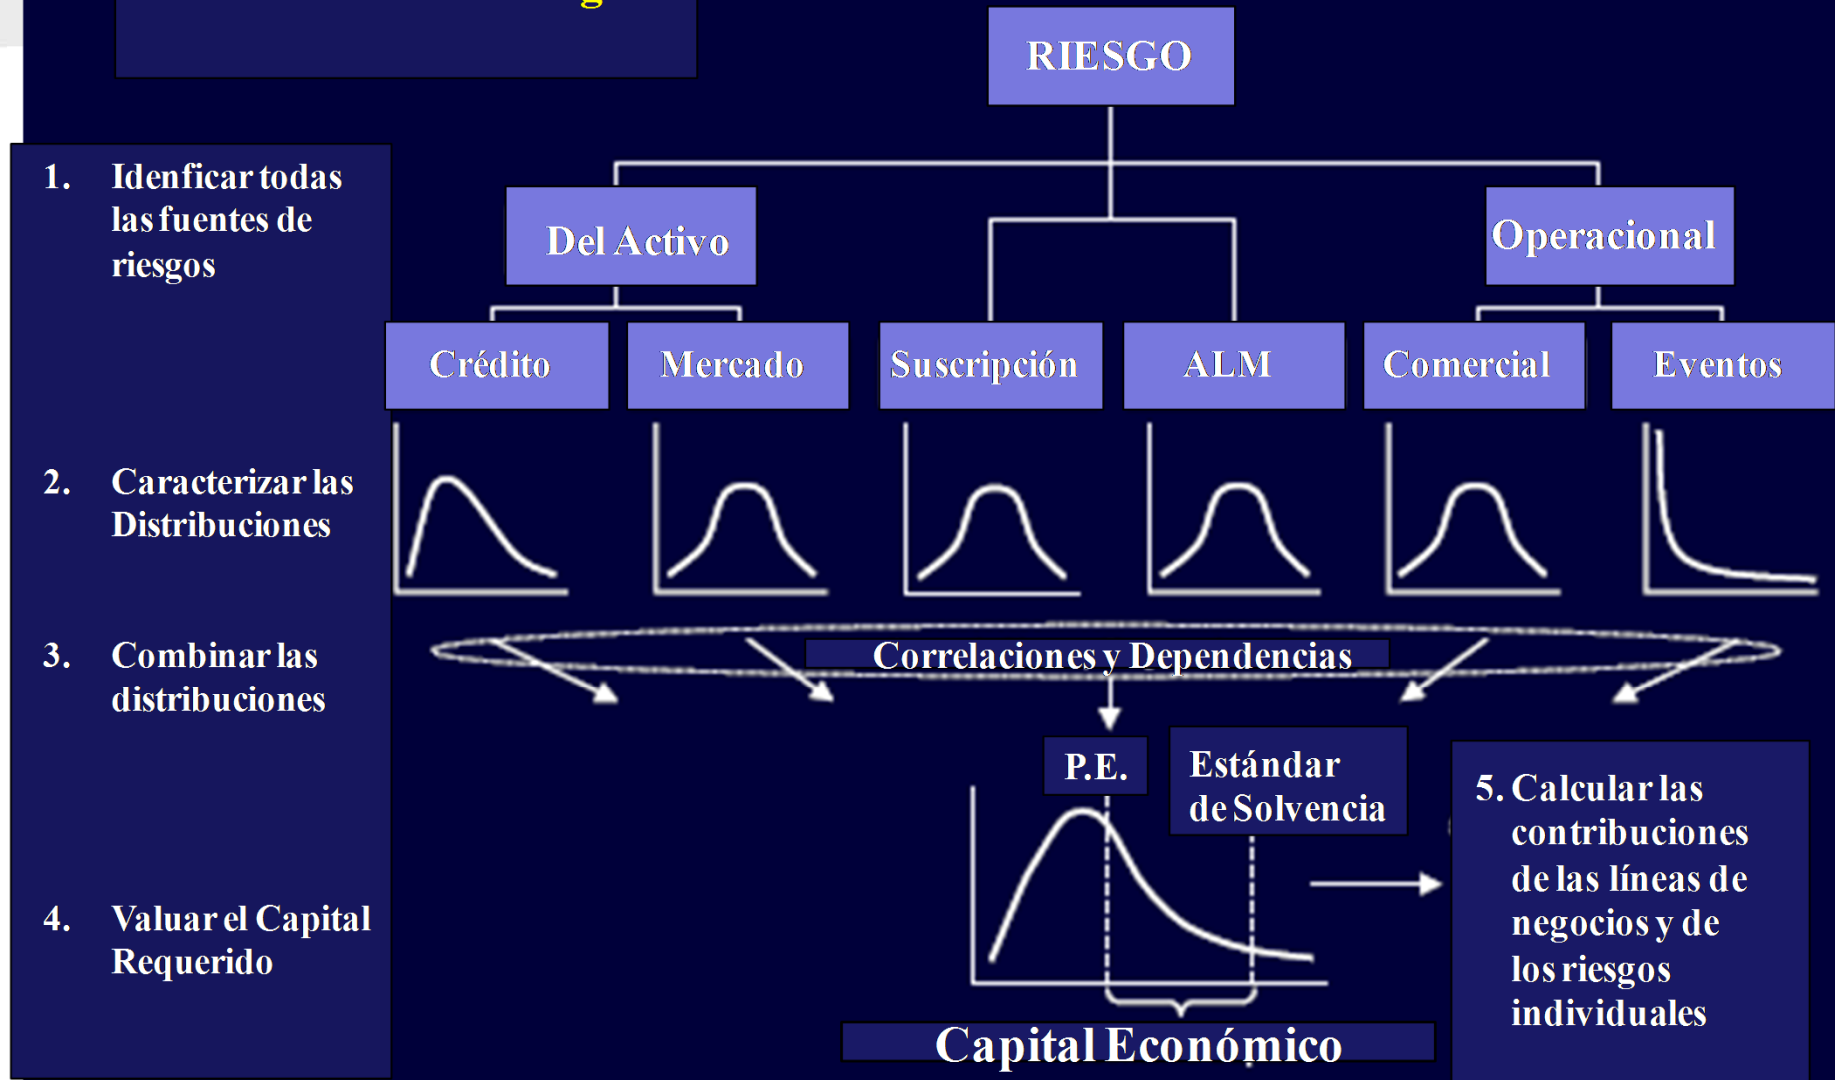 RIESGO
Del Activo
Operacional
Crédito
Mercado
Suscripción
ALM
Comercial
Eventos
1. Idenficar todas
las fuentes de
riesgos
2. Caracterizar las
Distribuciones
3. Combinar las
distribuciones
Correlaciones y Dependencias
4. Valuar el Capital
Requerido
P.E.
Estándar
de Solvencia
Capital Económico
5. Calcular las
contribuciones
de las líneas de
negocios y de
los riesgos
individuales